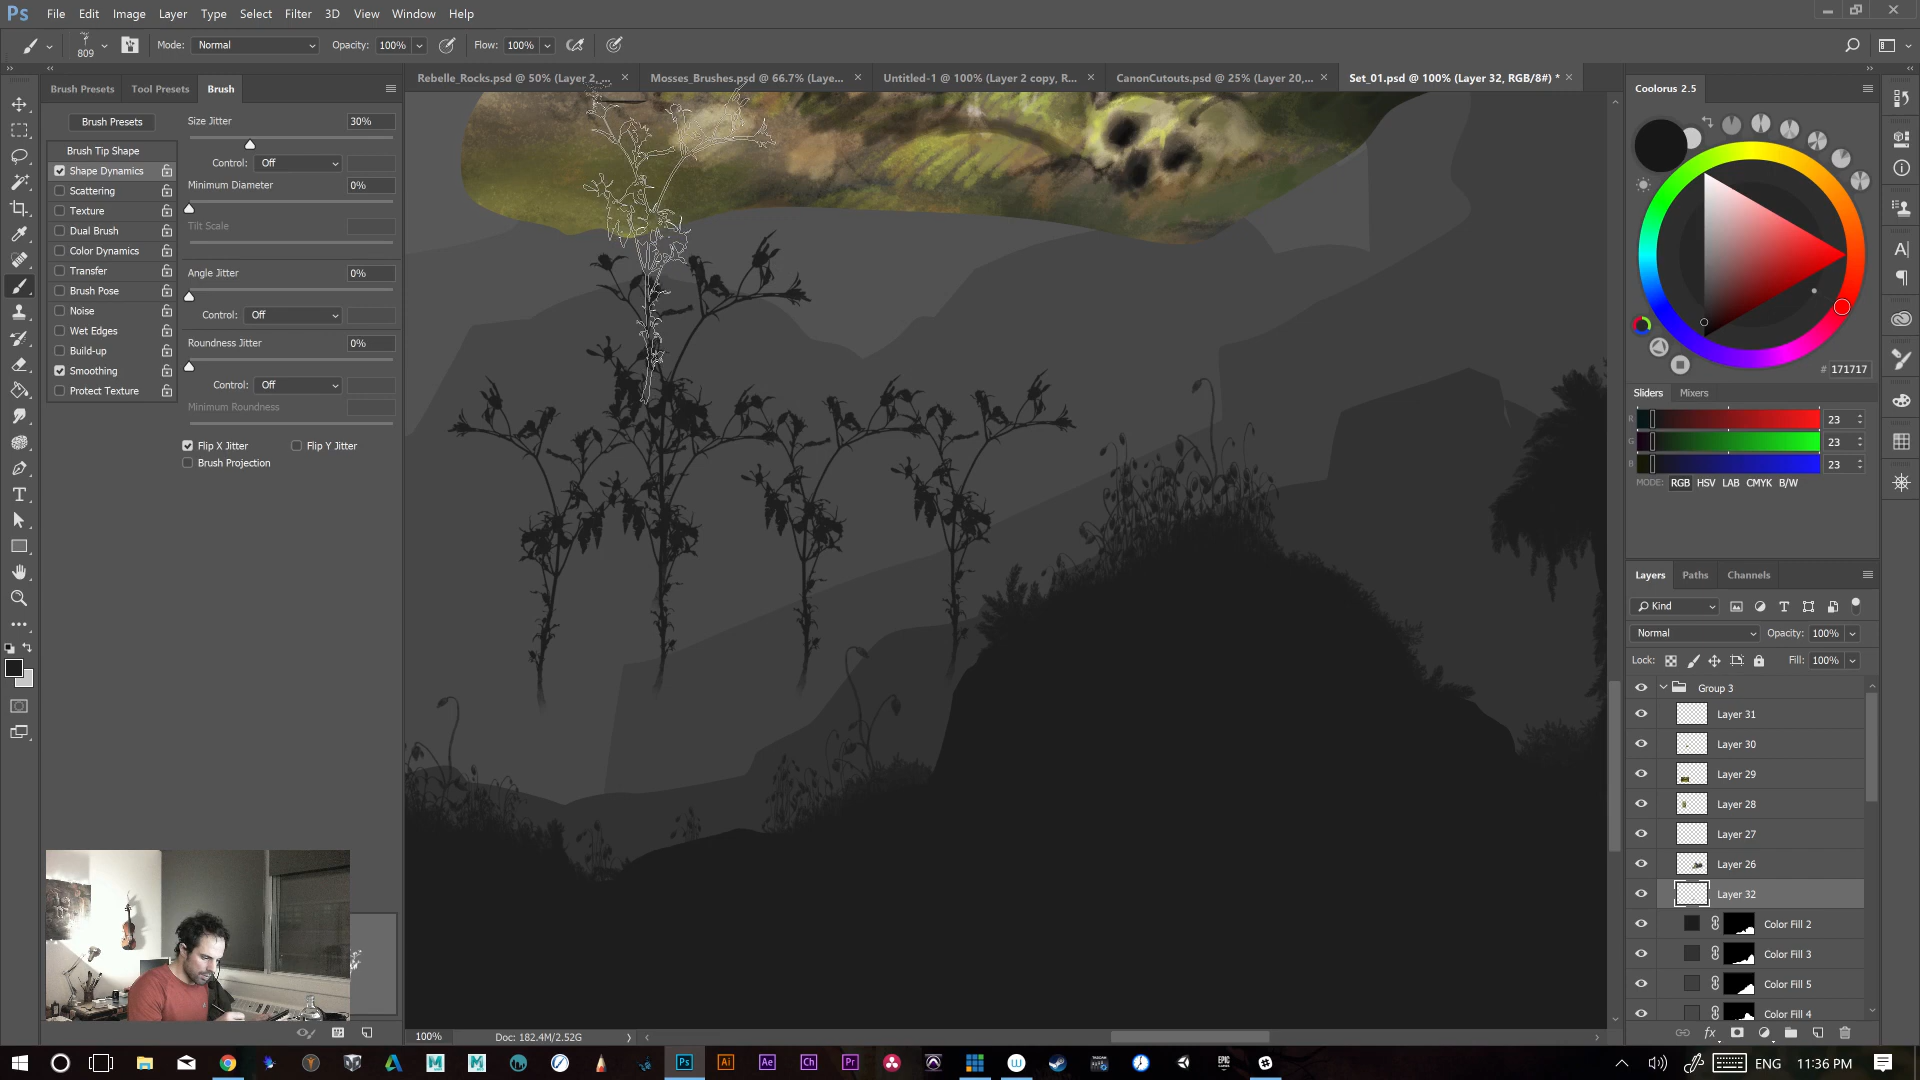 Ps File Edit Image Layer Type Select Filter 3D View Window Help
809 Mode: Normal Opacity: 100% Flow: 100%
Brush Presets Tool Presets Brush
Rebelle_Rocks.psd @ 50% (Layer 2, ... Mosses_Brushes.psd @ 66.7% (Laye... Untitled-1 @ 100% (Layer 2 copy, R... CanonCutouts.psd @ 25% (Layer 20,... Set_01.psd @ 100% (Layer 32, RGB/8#) *
Brush Presets
Brush Tip Shape
Shape Dynamics
Scattering
Texture
Dual Brush
Color Dynamics
Transfer
Brush Pose
Noise
Wet Edges
Build-up
Smoothing
Protect Texture
Size Jitter 30%
Control: Off
Minimum Diameter 0%
Tilt Scale
Angle Jitter 0%
Control: Off
Roundness Jitter 0%
Control: Off
Minimum Roundness
Flip X Jitter Flip Y Jitter
Brush Projection
Coolorus 2.5
# 171717
Sliders Mixers
R 23
G 23
B 23
MODE: RGB HSV LAB CMYK B/W
Layers Paths Channels
Kind
Normal Opacity: 100%
Lock: Fill: 100%
Group 3
Layer 31
Layer 30
Layer 29
Layer 28
Layer 27
Layer 26
Layer 32
Color Fill 2
Color Fill 3
Color Fill 5
Color Fill 4
fx
100% Doc: 182.4M/2.52G
Ps Ai Ae Ch Pr
ENG 11:36 PM